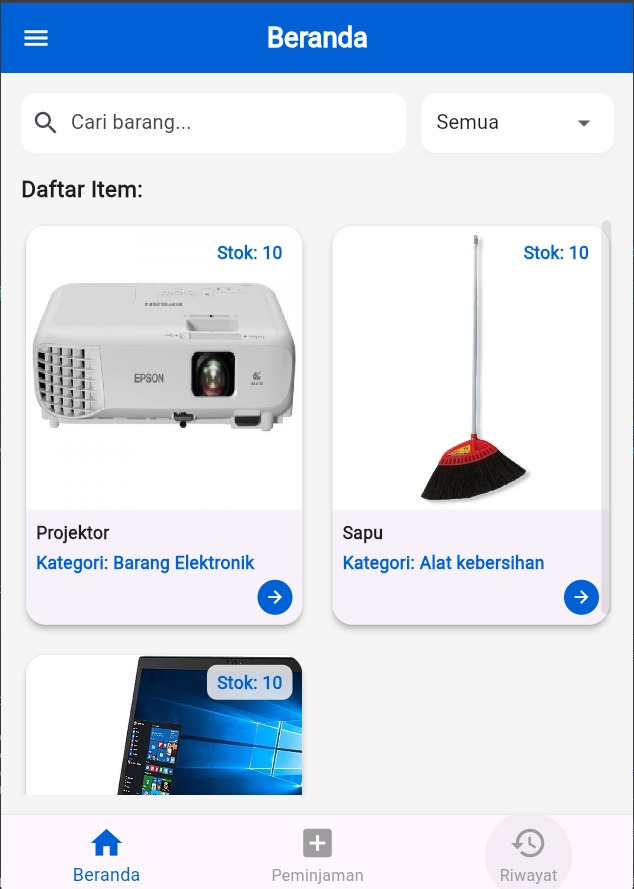 Beranda
Cari barang...
Semua
Daftar Item:
Stok: 10
EPSON
EPSON
Projektor
Kategori: Barang Elektronik
Stok: 10
Sapu
Kategori: Alat kebersihan
Stok: 10
Beranda
Peminjaman
Riwayat